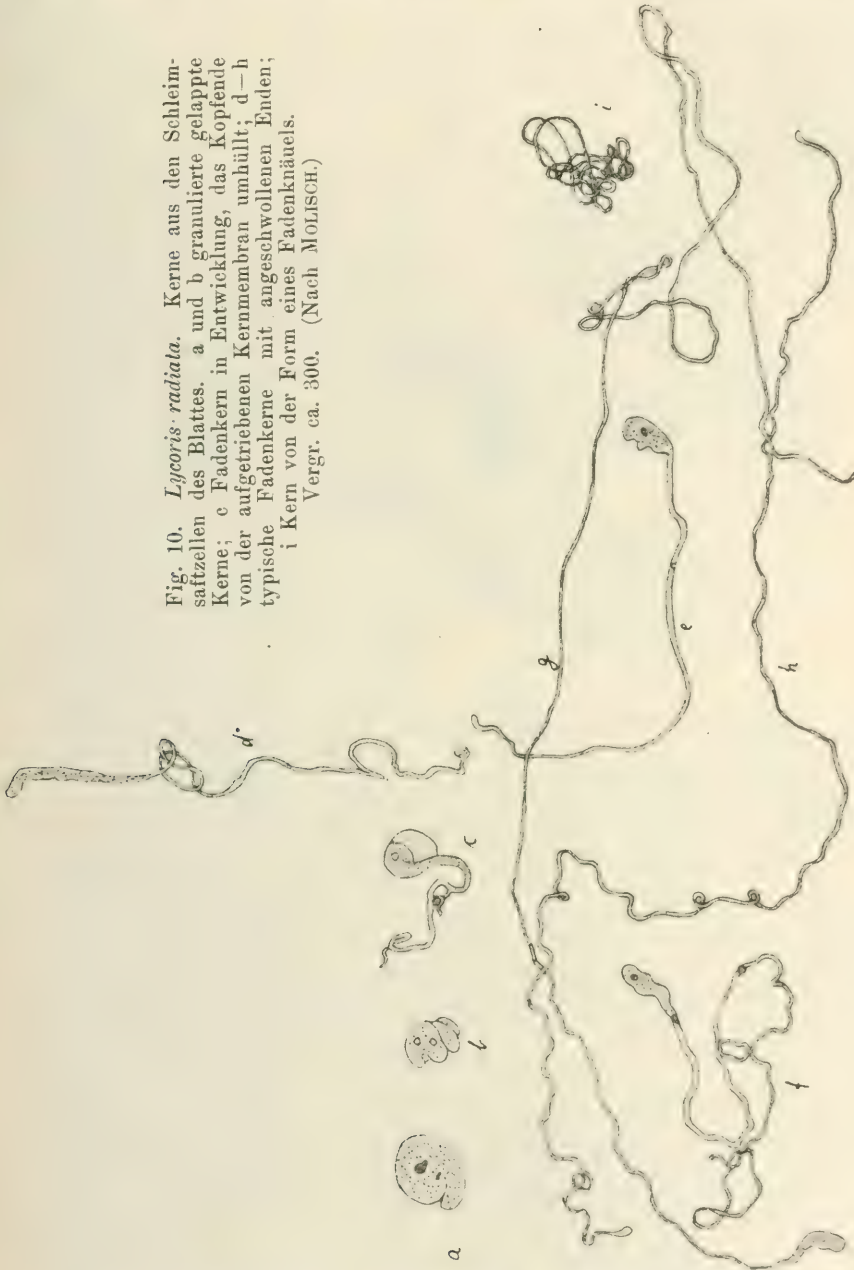 Fig. 10. Lycoris radiata. Kerne aus den Schleim-
saftzellen des Blattes. a und b granulierte gelappte
Kerne; c Fadenkern in Entwicklung, das Kopfende
von der aufgetriebenen Kernmembran umhüllt; d—h
typische Fadenkerne mit angeschwollenen Enden;
i Kern von der Form eines Fadenknäuels.
Vergr. ca. 300. (Nach MOLISCH.)
a
b
c
d
e
f
g
h
i